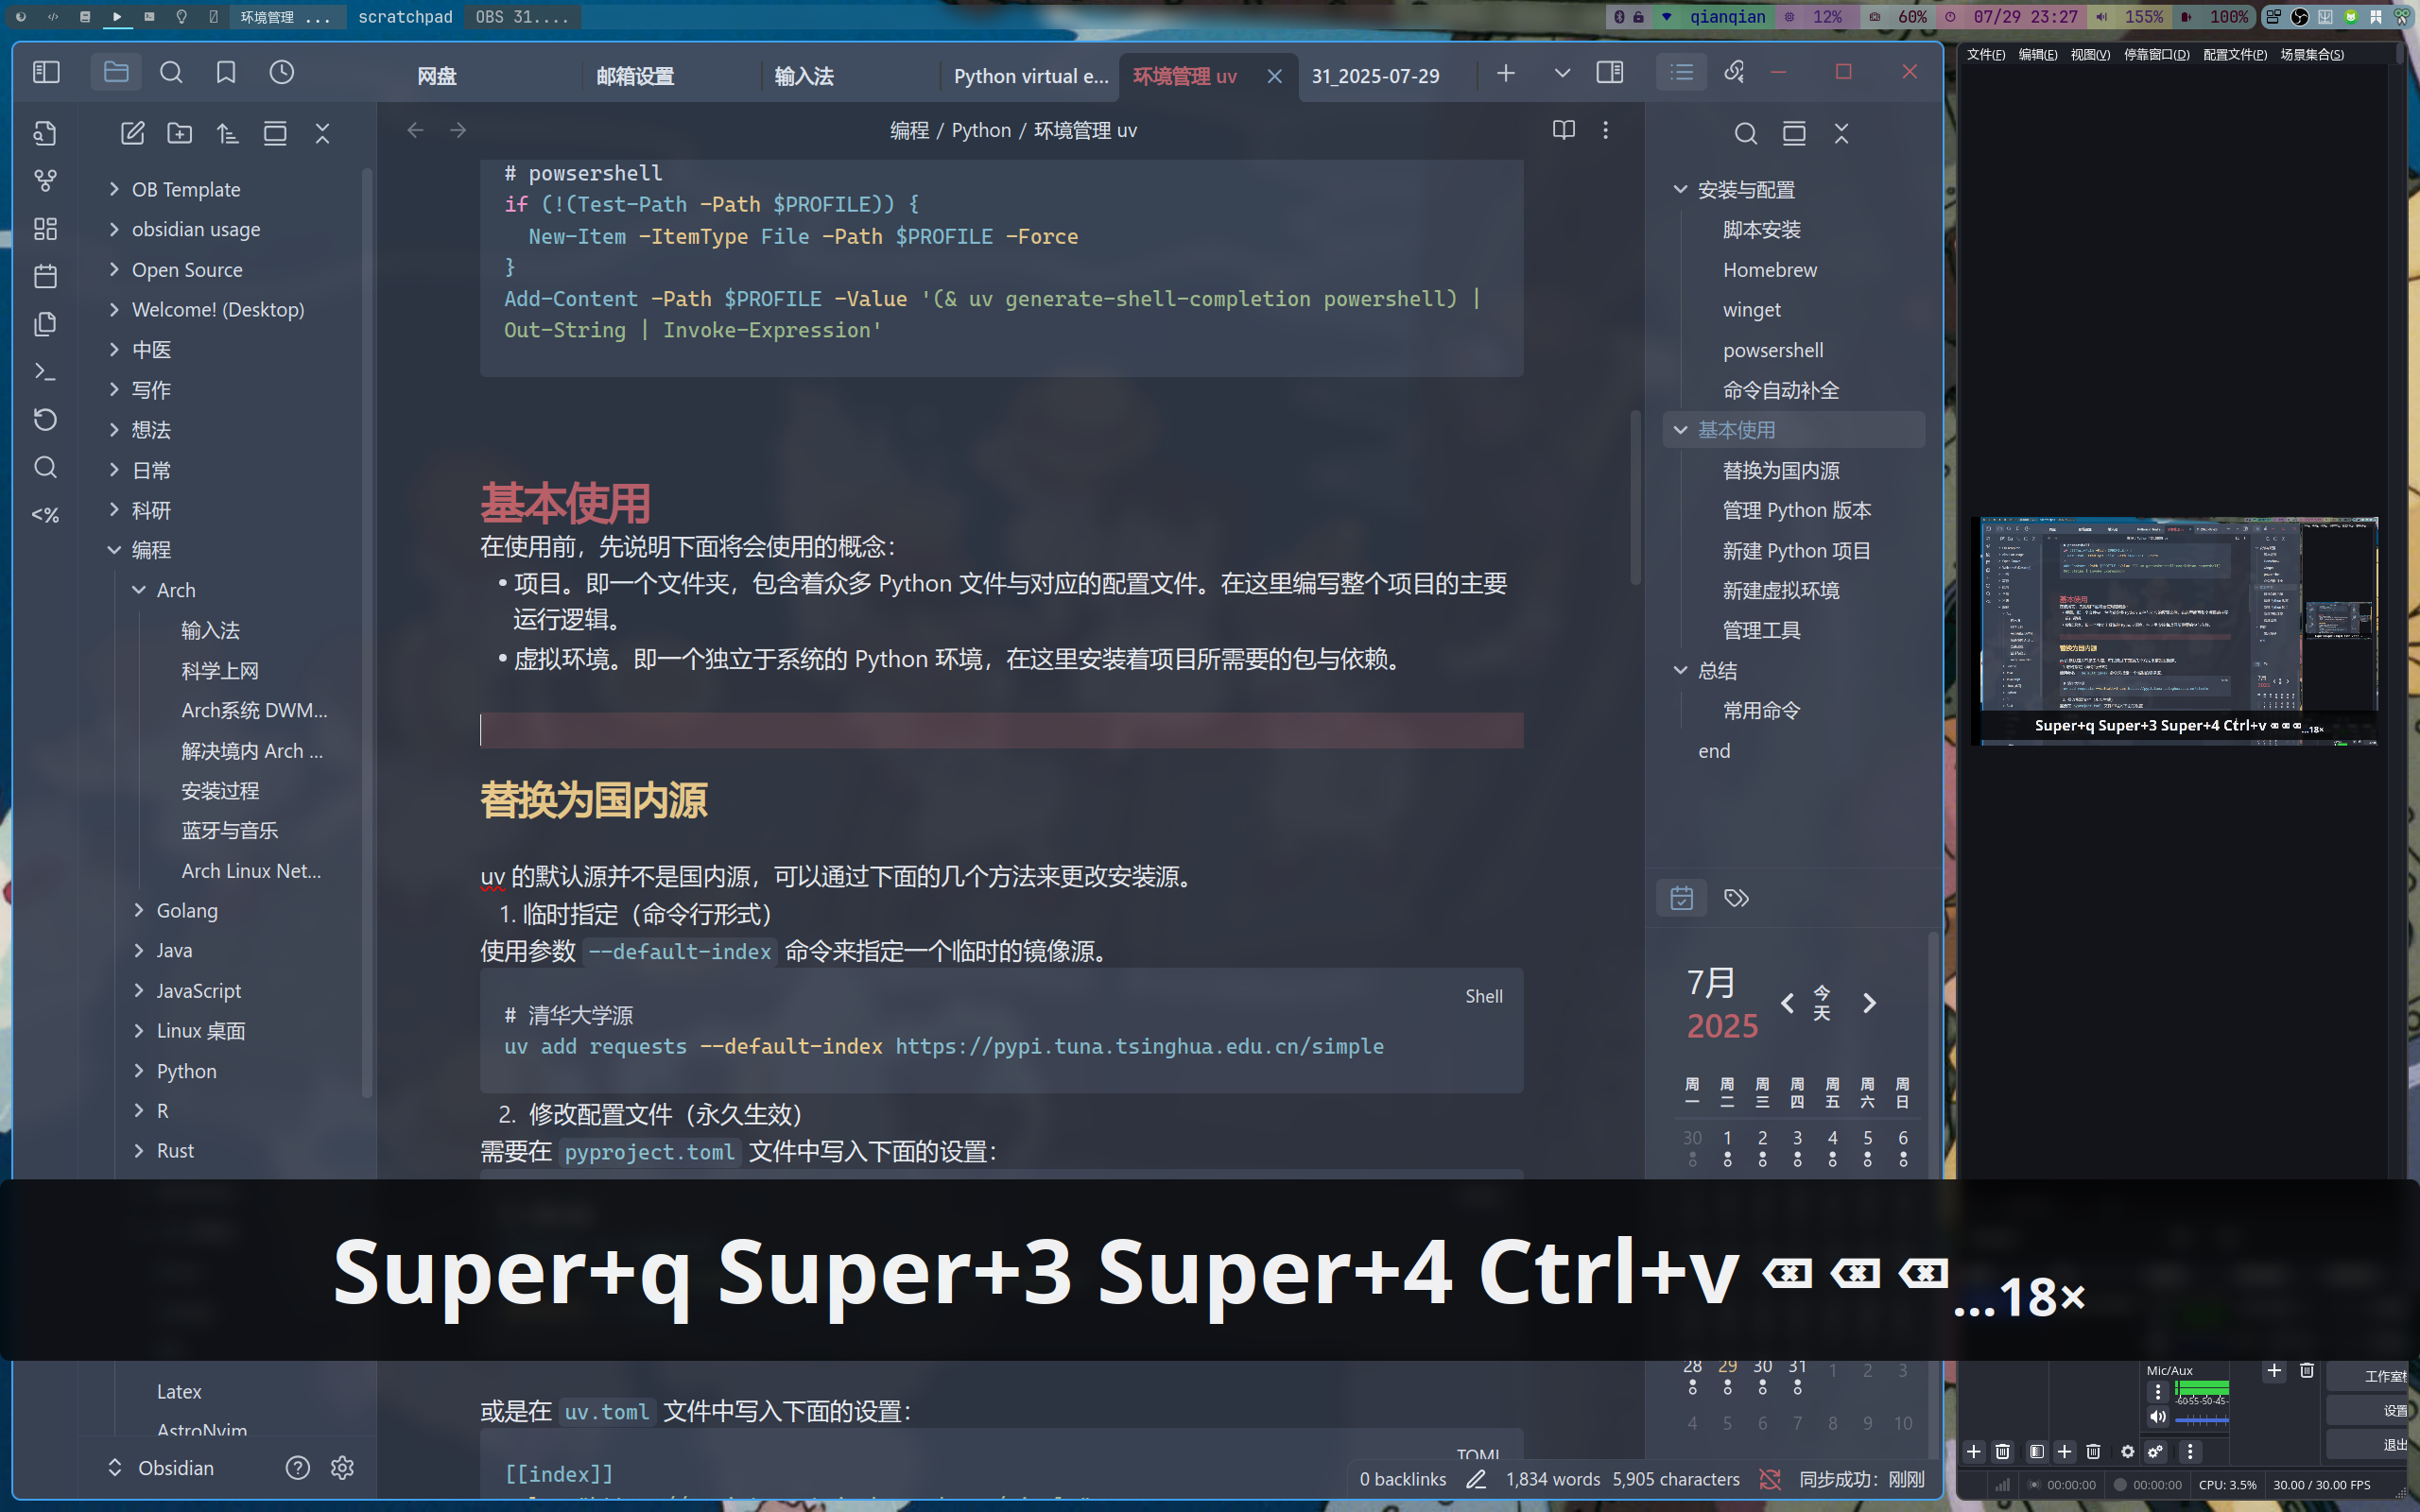 环境管理 ...
scratchpad
OBS 31....
qianqian
12%
60%
07/29 23:27
155%
100%
网盘
邮箱设置
输入法
Python virtual e...
环境管理 uv
31_2025-07-29
编程 / Python / 环境管理 uv
OB Template
obsidian usage
Open Source
Welcome! (Desktop)
中医
写作
想法
日常
科研
编程
Arch
输入法
科学上网
Arch系统 DWM...
解决境内 Arch ...
安装过程
蓝牙与音乐
Arch Linux Net...
Golang
Java
JavaScript
Linux 桌面
Python
R
Rust
Latex
AstroNvim
Obsidian
<%
# powsershell
if (!(Test-Path -Path $PROFILE)) {
New-Item -ItemType File -Path $PROFILE -Force
}
Add-Content -Path $PROFILE -Value '(& uv generate-shell-completion powershell) |
Out-String | Invoke-Expression'
基本使用
在使用前，先说明下面将会使用的概念：
• 项目。即一个文件夹，包含着众多 Python 文件与对应的配置文件。在这里编写整个项目的主要
运行逻辑。
• 虚拟环境。即一个独立于系统的 Python 环境，在这里安装着项目所需要的包与依赖。
替换为国内源
uv 的默认源并不是国内源，可以通过下面的几个方法来更改安装源。
1. 临时指定（命令行形式）
使用参数 --default-index 命令来指定一个临时的镜像源。
Shell
# 清华大学源
uv add requests --default-index https://pypi.tuna.tsinghua.edu.cn/simple
2. 修改配置文件（永久生效）
需要在 pyproject.toml 文件中写入下面的设置：
Super+q Super+3 Super+4 Ctrl+v ⌫ ⌫ ⌫...18×
或是在 uv.toml 文件中写入下面的设置：
TOML
[[index]]
0 backlinks
1,834 words
5,905 characters
同步成功：刚刚
安装与配置
脚本安装
Homebrew
winget
powsershell
命令自动补全
基本使用
替换为国内源
管理 Python 版本
新建 Python 项目
新建虚拟环境
管理工具
总结
常用命令
end
7月
2025
今天
周一 周二 周三 周四 周五 周六 周日
30 1 2 3 4 5 6
28 29 30 31 1 2 3
4 5 6 7 8 9 10
文件(F) 编辑(E) 视图(V) 停靠窗口(D) 配置文件(P) 场景集合(S)
基本使用
替换为国内源
Super+q Super+3 Super+4 Ctrl+v ⌫⌫⌫...18×
Mic/Aux
-60-55-50-45-
设置
退出
00:00:00
00:00:00
CPU: 3.5%
30.00 / 30.00 FPS